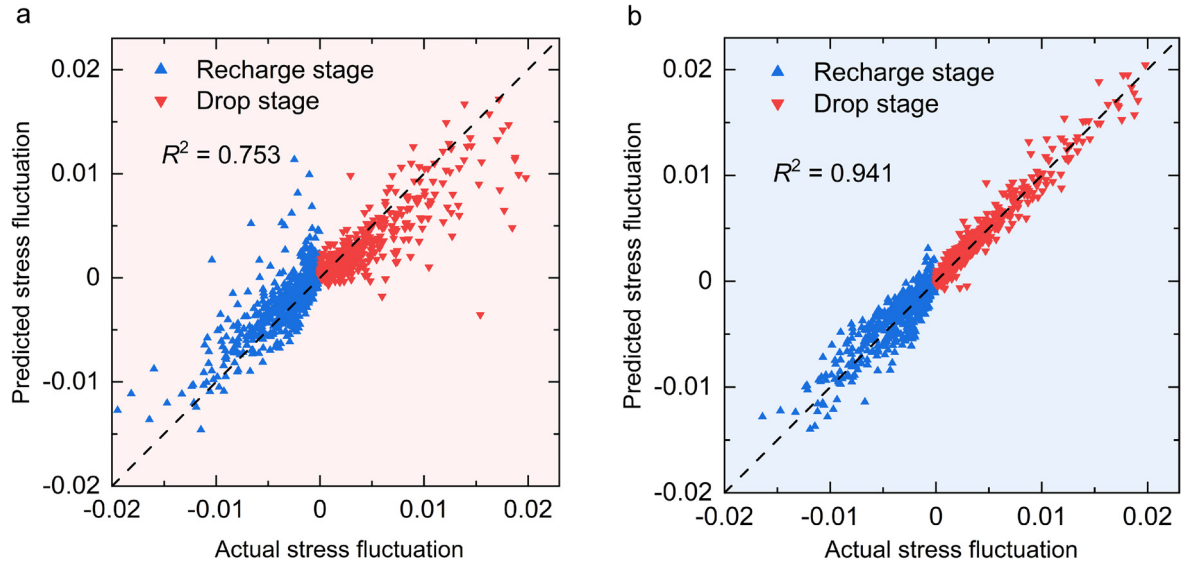 a
Predicted stress fluctuation
0.02
0.01
0
-0.01
-0.02
Recharge stage
Drop stage
R² = 0.753
-0.02
-0.01
0
0.01
0.02
Actual stress fluctuation
b
Predicted stress fluctuation
0.02
0.01
0
-0.01
-0.02
Recharge stage
Drop stage
R² = 0.941
-0.02
-0.01
0
0.01
0.02
Actual stress fluctuation